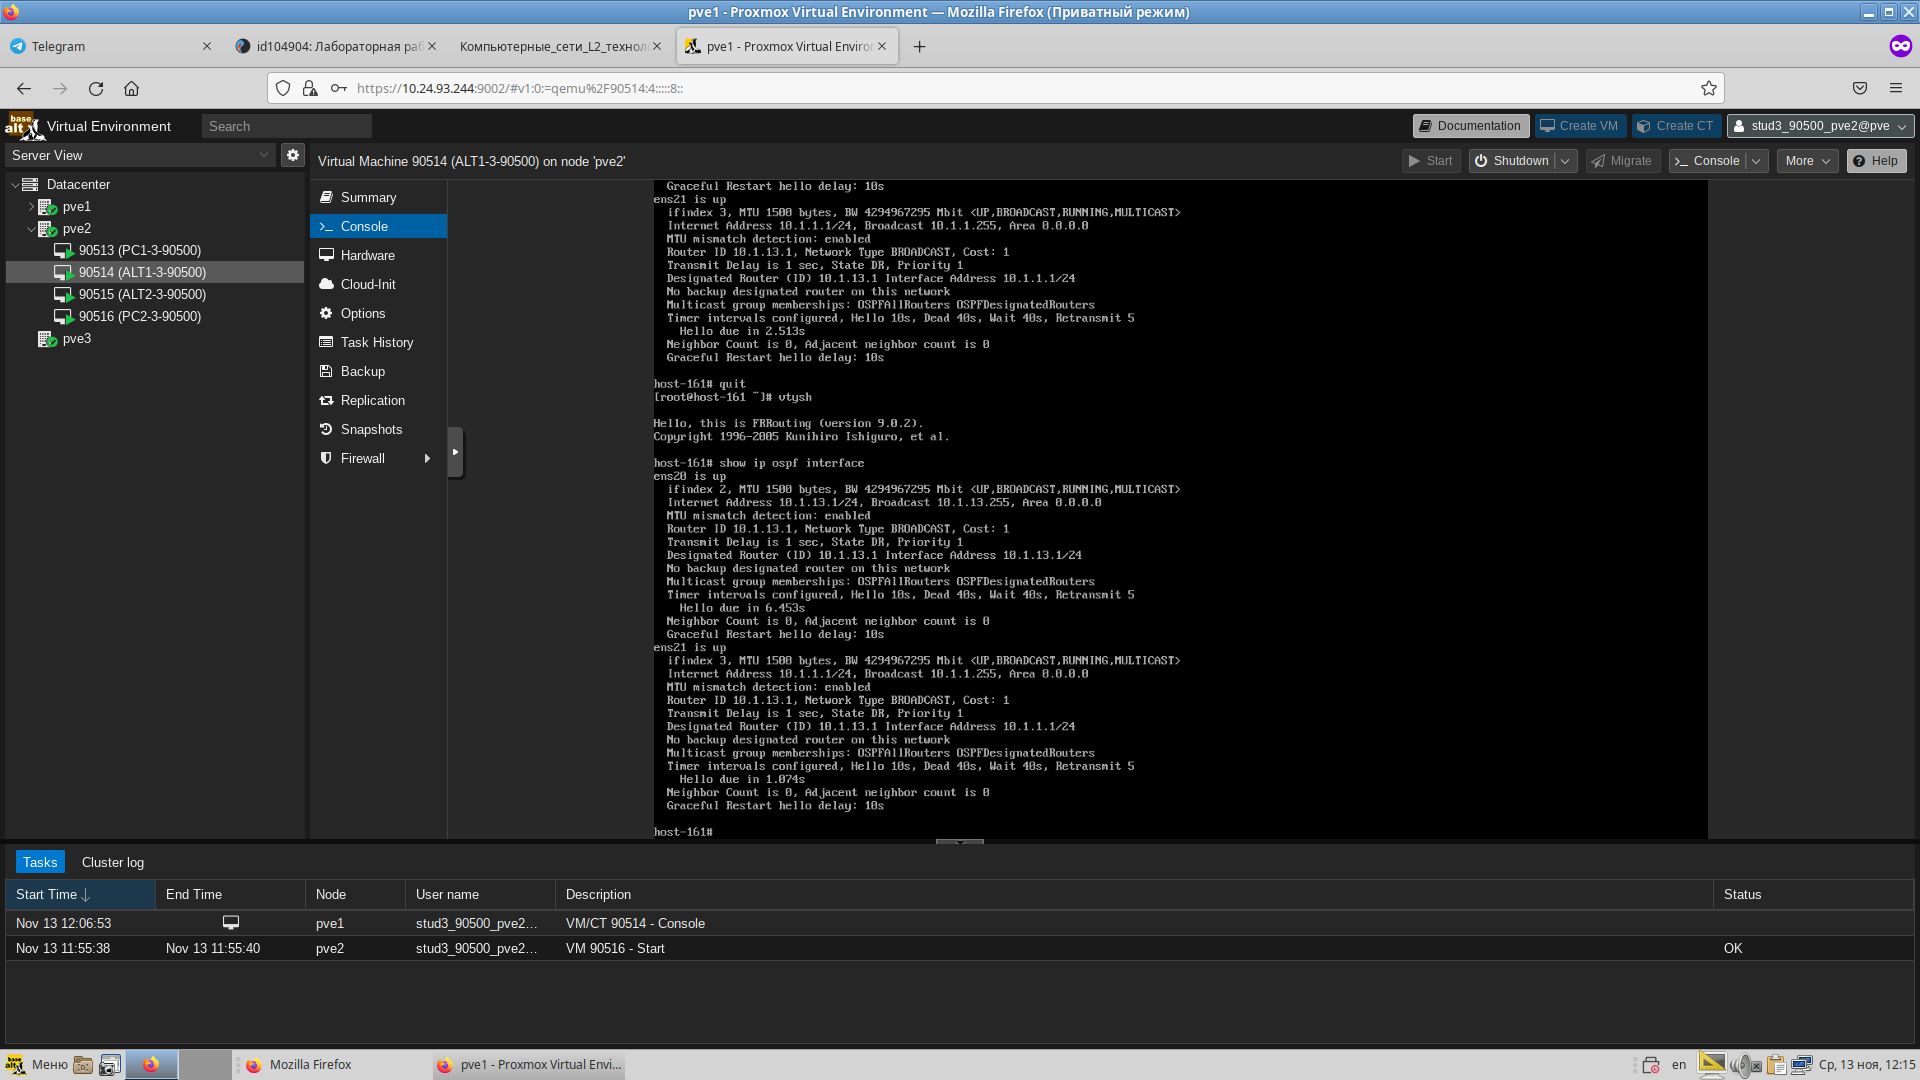 pve1 - Proxmox Virtual Environment — Mozilla Firefox (Приватный режим)
Telegram
id104904: Лабораторная раб
Компьютерные_сети_L2_технол
pve1 - Proxmox Virtual Enviror
https://10.24.93.244:9002/#v1:0:=qemu%2F90514:4:::::8::
base alt
Virtual Environment
Search
Documentation
Create VM
Create CT
stud3_90500_pve2@pve
Server View
Virtual Machine 90514 (ALT1-3-90500) on node 'pve2'
Start
Shutdown
Migrate
Console
More
Help
Datacenter
pve1
pve2
90513 (PC1-3-90500)
90514 (ALT1-3-90500)
90515 (ALT2-3-90500)
90516 (PC2-3-90500)
pve3
Summary
Console
Hardware
Cloud-Init
Options
Task History
Backup
Replication
Snapshots
Firewall
Graceful Restart hello delay: 10s
ens21 is up
ifindex 3, MTU 1500 bytes, BW 4294967295 Mbit <UP,BROADCAST,RUNNING,MULTICAST>
Internet Address 10.1.1.1/24, Broadcast 10.1.1.255, Area 0.0.0.0
MTU mismatch detection: enabled
Router ID 10.1.13.1, Network Type BROADCAST, Cost: 1
Transmit Delay is 1 sec, State DR, Priority 1
Designated Router (ID) 10.1.13.1 Interface Address 10.1.1.1/24
No backup designated router on this network
Multicast group memberships: OSPFAllRouters OSPFDesignatedRouters
Timer intervals configured, Hello 10s, Dead 40s, Wait 40s, Retransmit 5
Hello due in 2.513s
Neighbor Count is 0, Adjacent neighbor count is 0
Graceful Restart hello delay: 10s
host-161# quit
[root@host-161 ~]# vtysh
Hello, this is FRRouting (version 9.0.2).
Copyright 1996-2005 Kunihiro Ishiguro, et al.
host-161# show ip ospf interface
ens20 is up
ifindex 2, MTU 1500 bytes, BW 4294967295 Mbit <UP,BROADCAST,RUNNING,MULTICAST>
Internet Address 10.1.13.1/24, Broadcast 10.1.13.255, Area 0.0.0.0
MTU mismatch detection: enabled
Router ID 10.1.13.1, Network Type BROADCAST, Cost: 1
Transmit Delay is 1 sec, State DR, Priority 1
Designated Router (ID) 10.1.13.1 Interface Address 10.1.13.1/24
No backup designated router on this network
Multicast group memberships: OSPFAllRouters OSPFDesignatedRouters
Timer intervals configured, Hello 10s, Dead 40s, Wait 40s, Retransmit 5
Hello due in 6.453s
Neighbor Count is 0, Adjacent neighbor count is 0
Graceful Restart hello delay: 10s
ens21 is up
ifindex 3, MTU 1500 bytes, BW 4294967295 Mbit <UP,BROADCAST,RUNNING,MULTICAST>
Internet Address 10.1.1.1/24, Broadcast 10.1.1.255, Area 0.0.0.0
MTU mismatch detection: enabled
Router ID 10.1.13.1, Network Type BROADCAST, Cost: 1
Transmit Delay is 1 sec, State DR, Priority 1
Designated Router (ID) 10.1.13.1 Interface Address 10.1.1.1/24
No backup designated router on this network
Multicast group memberships: OSPFAllRouters OSPFDesignatedRouters
Timer intervals configured, Hello 10s, Dead 40s, Wait 40s, Retransmit 5
Hello due in 1.074s
Neighbor Count is 0, Adjacent neighbor count is 0
Graceful Restart hello delay: 10s
host-161#
Tasks
Cluster log
Start Time
End Time
Node
User name
Description
Status
Nov 13 12:06:53
pve1
stud3_90500_pve2...
VM/CT 90514 - Console
Nov 13 11:55:38
Nov 13 11:55:40
pve2
stud3_90500_pve2...
VM 90516 - Start
OK
Меню
Mozilla Firefox
pve1 - Proxmox Virtual Envi...
en
Ср, 13 ноя, 12:15